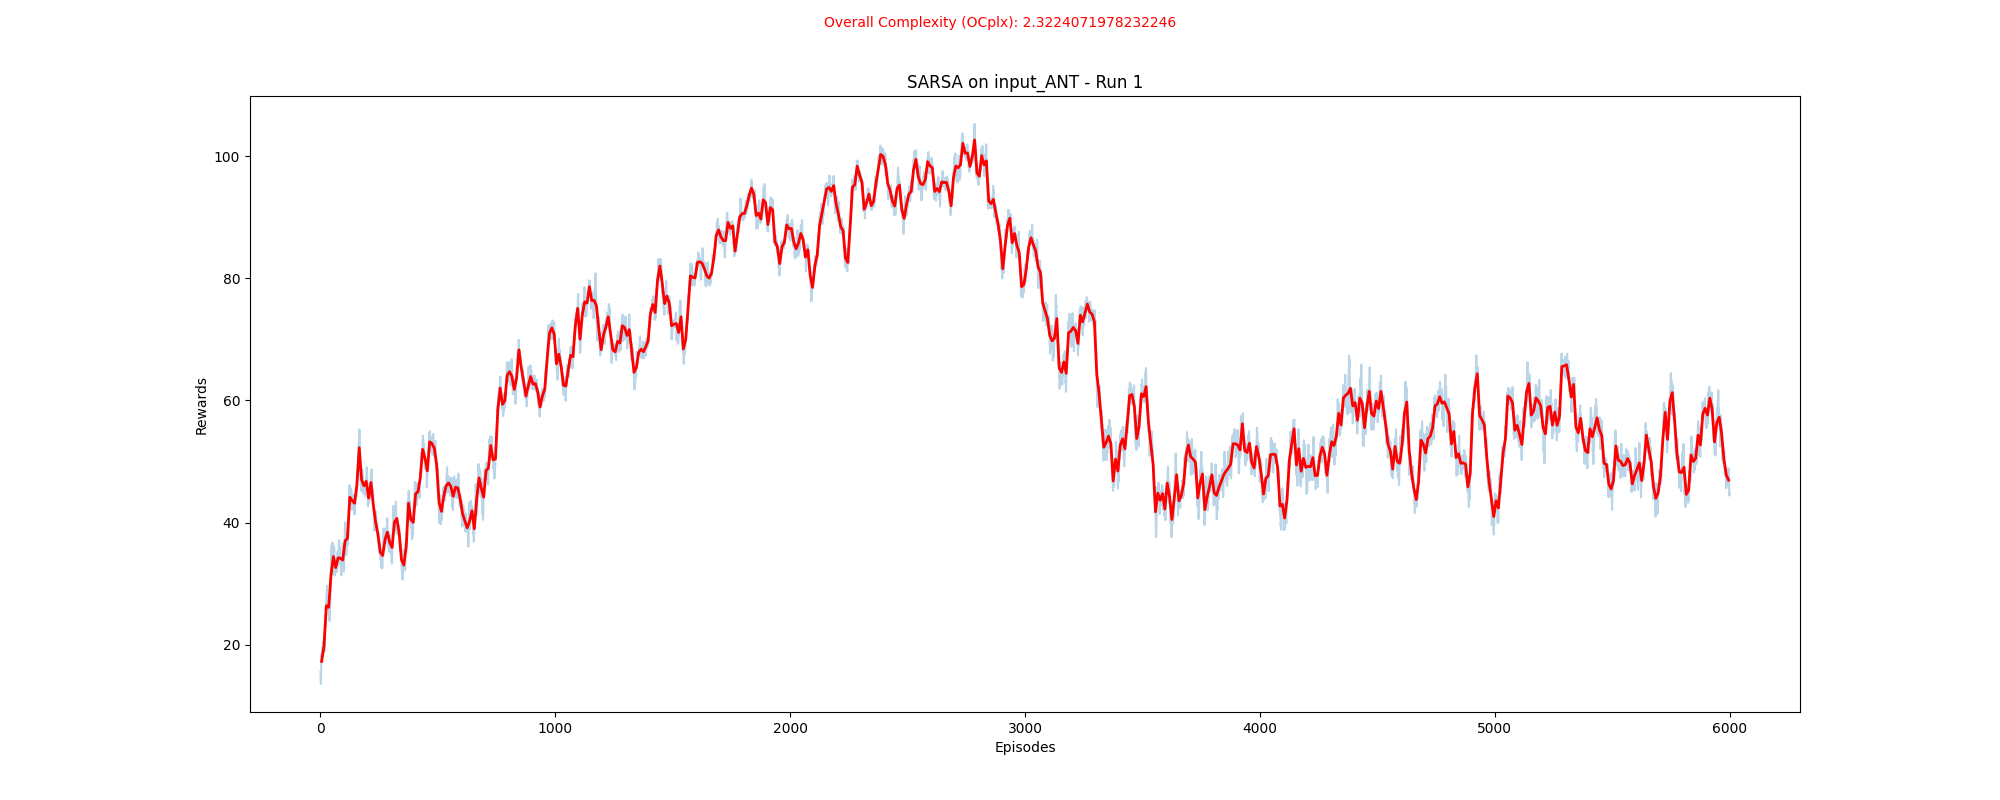 Overall Complexity (OCplx): 2.3224071978232246
SARSA on input_ANT - Run 1
100
80
60
40
20
Rewards
0 1000 2000 3000 4000 5000 6000
Episodes